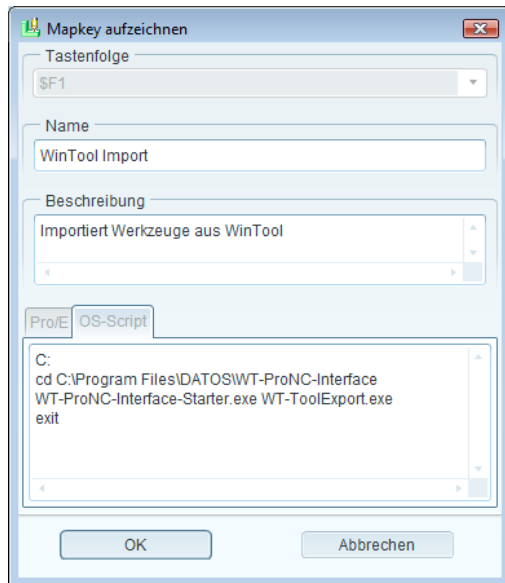 Mapkey aufzeichnen
Tastenfolge
$F1
Name
WinTool Import
Beschreibung
Importiert Werkzeuge aus WinTool
Pro/E OS-Script
C:
cd C:\Program Files\DATOS\WT-ProNC-Interface
WT-ProNC-Interface-Starter.exe WT-ToolExport.exe
exit
OK Abbrechen